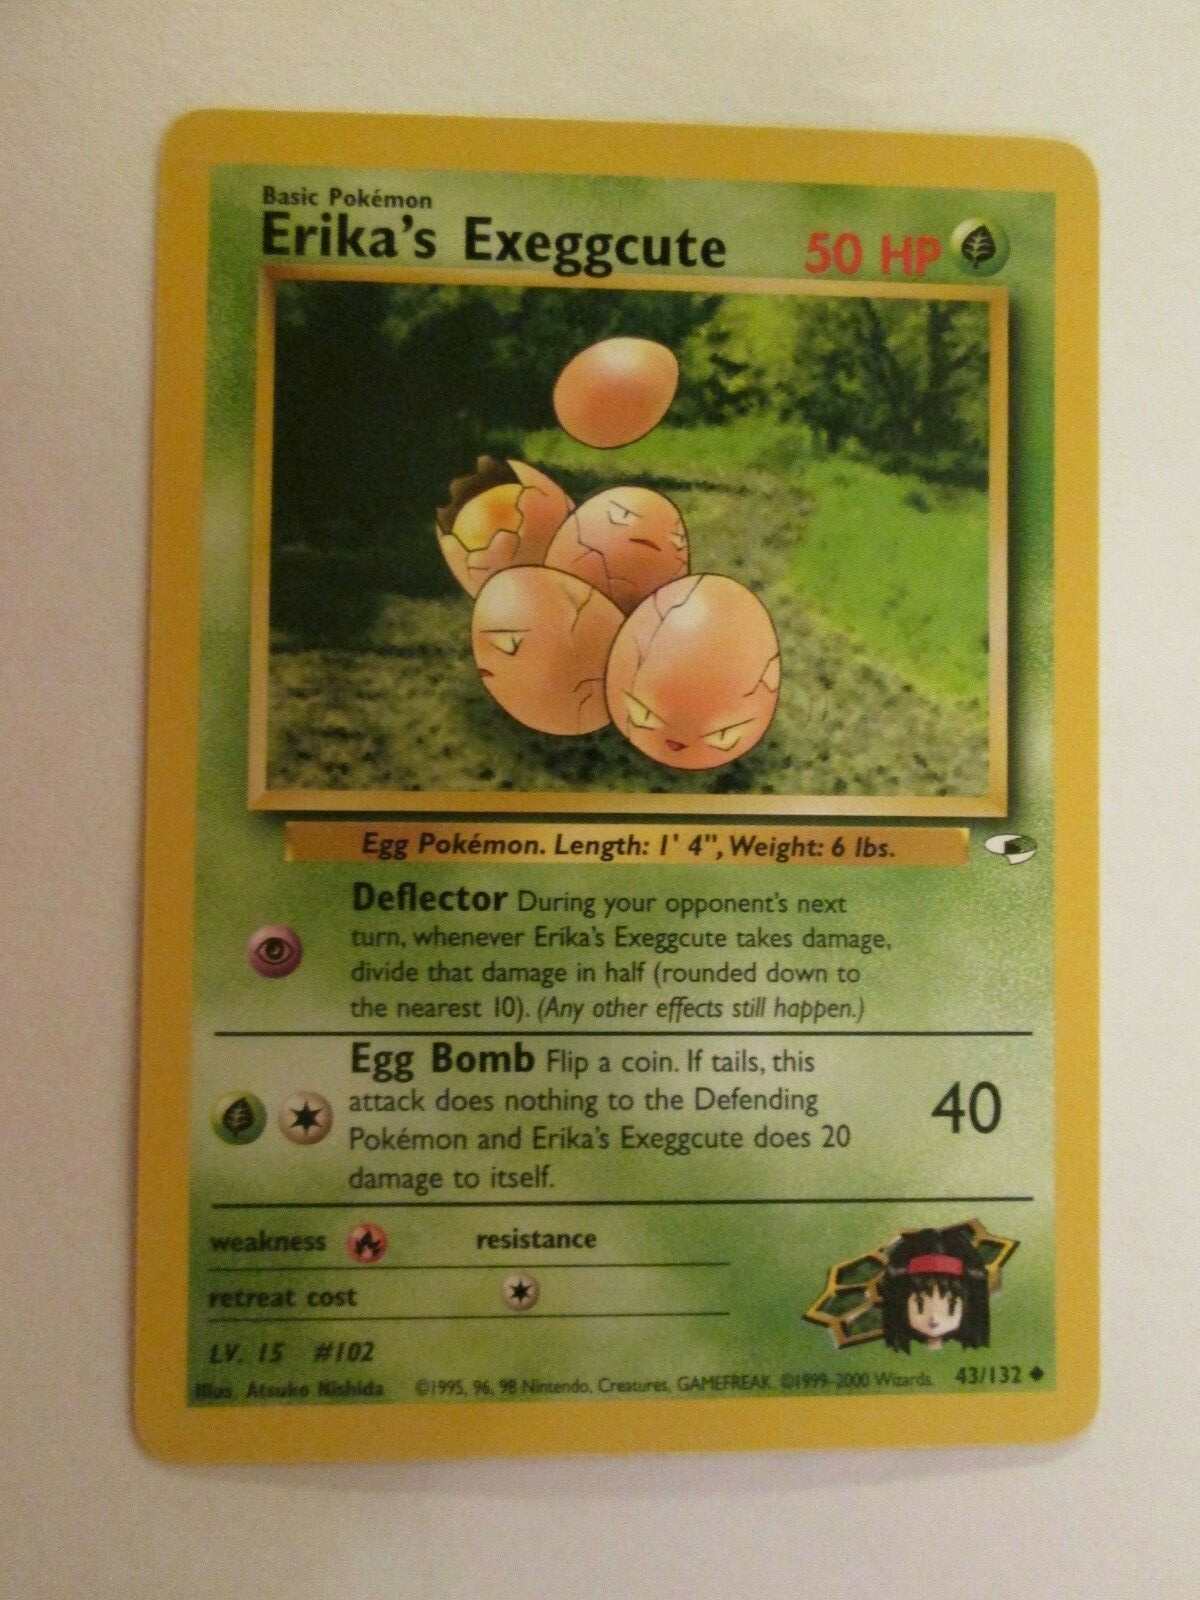 Basic Pokémon
Erika's Exeggcute 50 HP
Egg Pokémon. Length: 1' 4", Weight: 6 lbs.
Deflector During your opponent's next
turn, whenever Erika's Exeggcute takes damage,
divide that damage in half (rounded down to
the nearest 10). (Any other effects still happen.)
Egg Bomb Flip a coin. If tails, this
attack does nothing to the Defending
Pokémon and Erika's Exeggcute does 20
damage to itself.
40
weakness resistance
retreat cost
LV. 15 #102
Illus. Atsuko Nishida ©1995, 96, 98 Nintendo, Creatures, GAMEFREAK. ©1999-2000 Wizards. 43/132